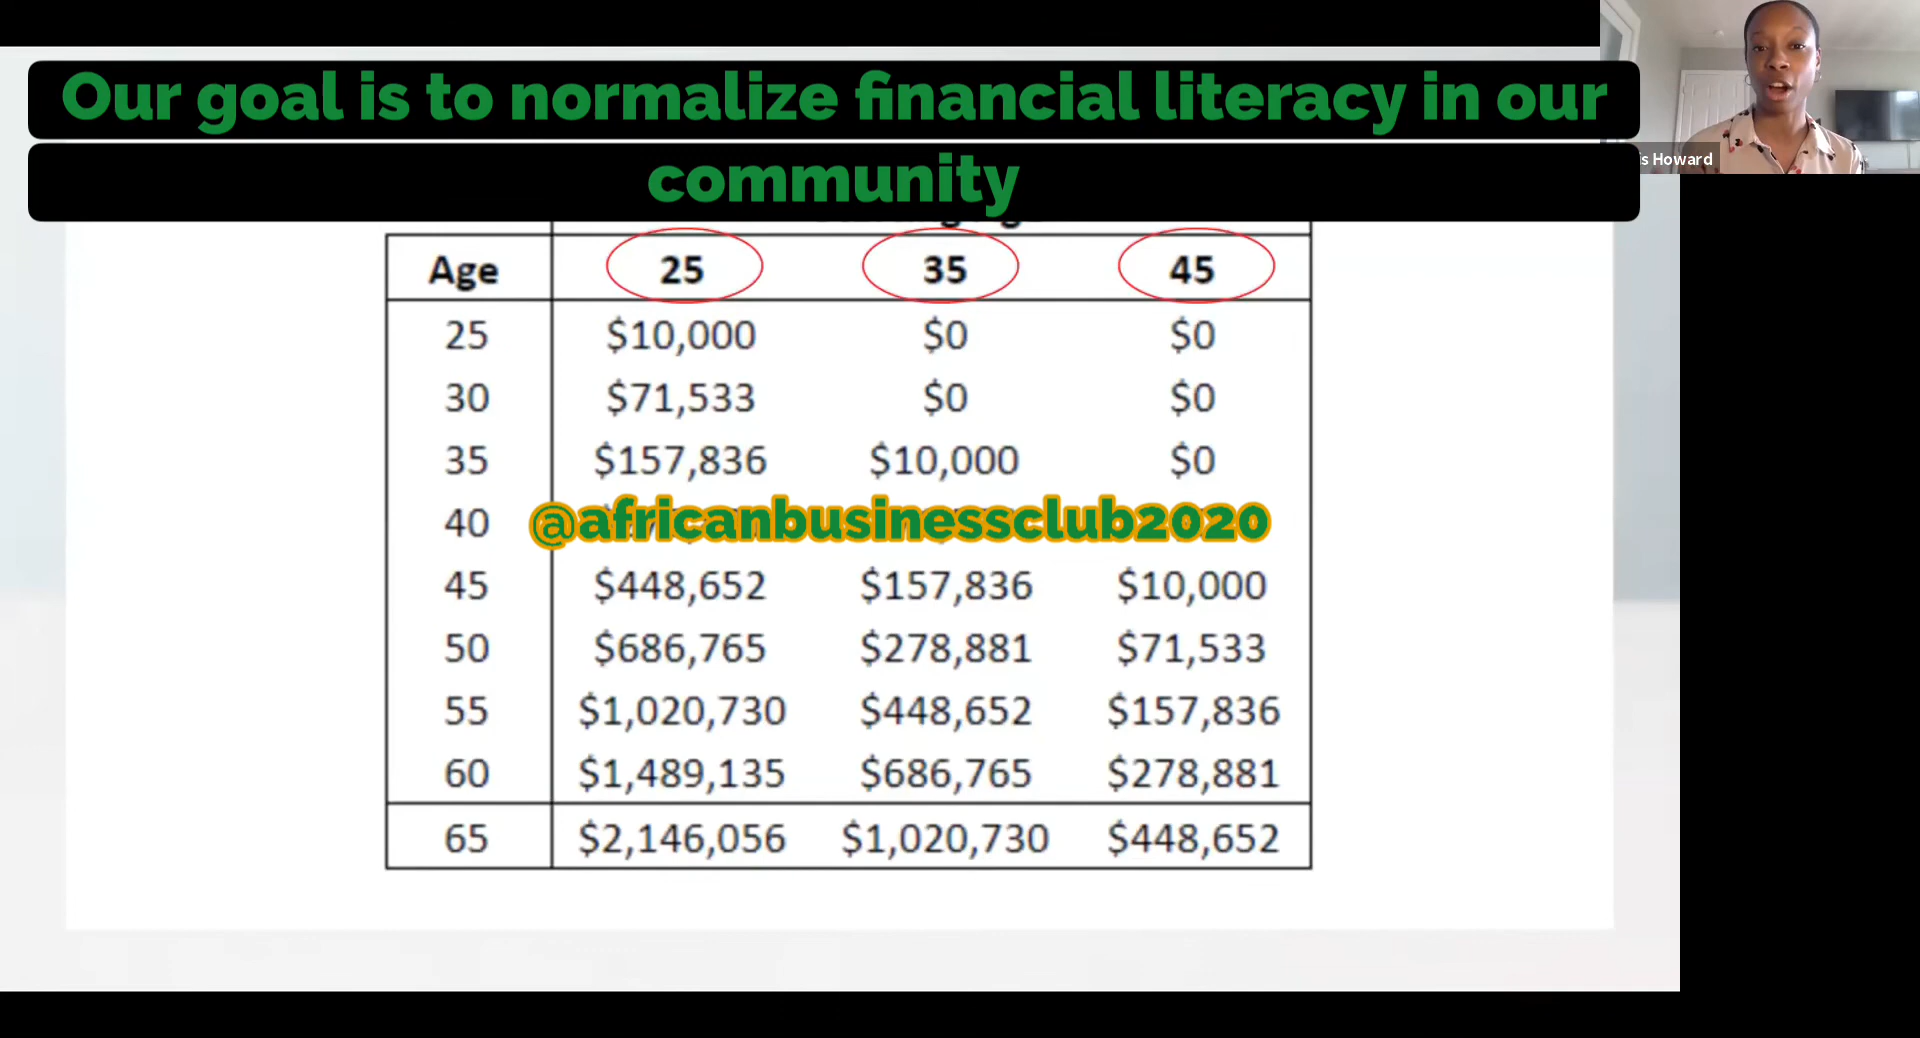 Our goal is to normalize financial literacy in our
community
s Howard
Age 25 35 45
25 $10,000 $0 $0
30 $71,533 $0 $0
35 $157,836 $10,000 $0
40 @africanbusinessclub2020
45 $448,652 $157,836 $10,000
50 $686,765 $278,881 $71,533
55 $1,020,730 $448,652 $157,836
60 $1,489,135 $686,765 $278,881
65 $2,146,056 $1,020,730 $448,652